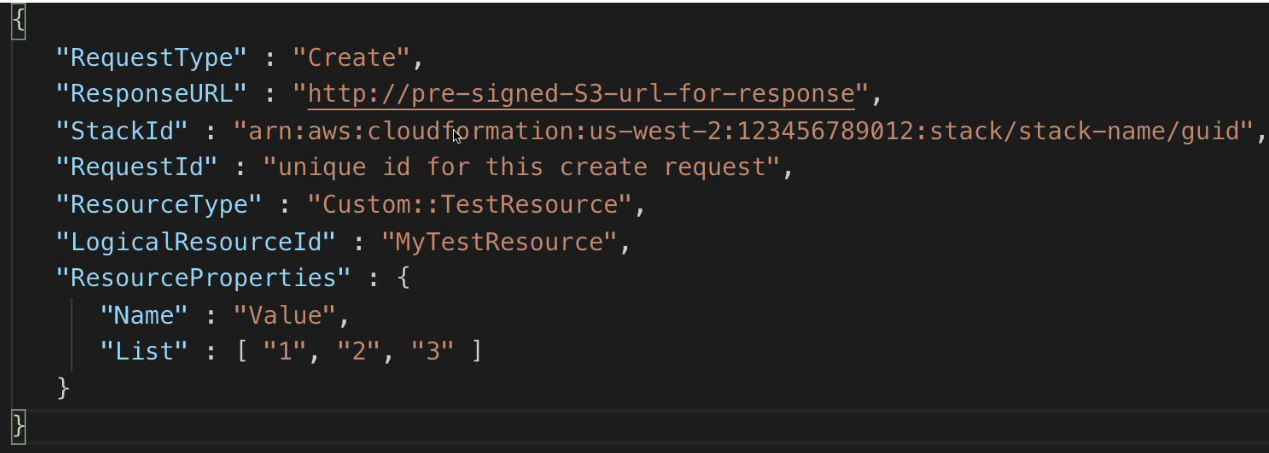 {
"RequestType" : "Create",
"ResponseURL" : "http://pre-signed-S3-url-for-response",
"StackId" : "arn:aws:cloudformation:us-west-2:123456789012:stack/stack-name/guid",
"RequestId" : "unique id for this create request",
"ResourceType" : "Custom::TestResource",
"LogicalResourceId" : "MyTestResource",
"ResourceProperties" : {
"Name" : "Value",
"List" : [ "1", "2", "3" ]
}
}